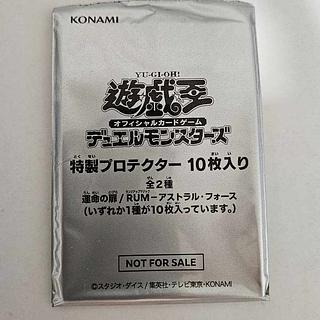 KONAMI
YU-GI-OH!
遊戯王
オフィシャルカードゲーム
デュエルモンスターズ
特製プロテクター 10枚入り
全2種
運命の扉 / RUM－アストラル・フォース
(いずれか1種が10枚入っています。)
NOT FOR SALE
©スタジオ・ダイス / 集英社・テレビ東京・KONAMI